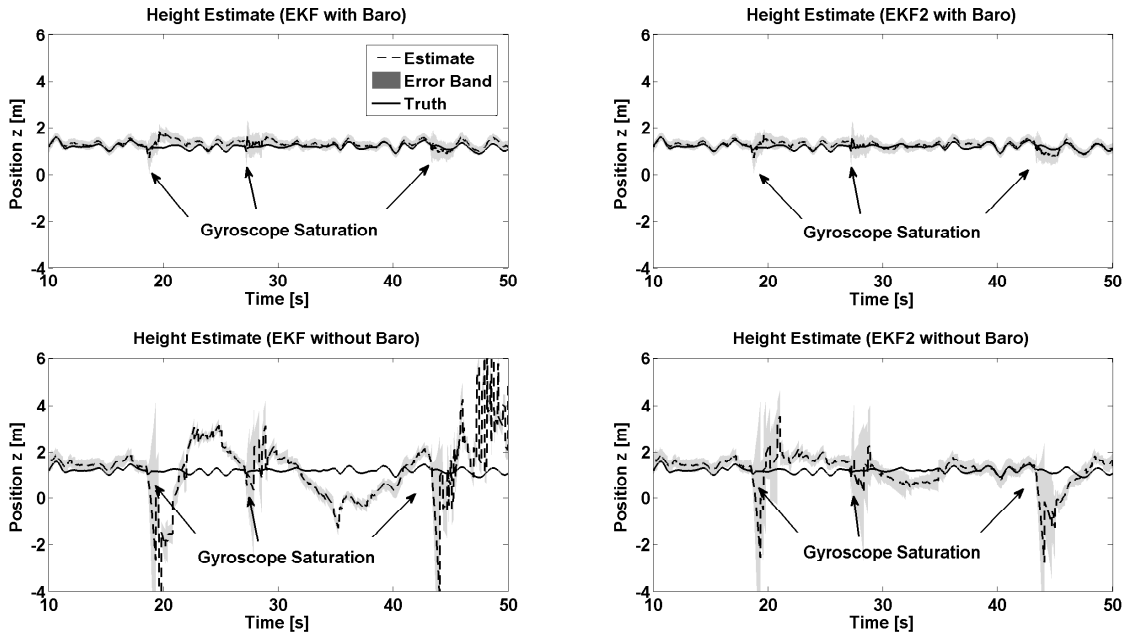 Height Estimate (EKF with Baro)
6
4
2
0
-2
-4
10
20
30
40
50
Position z [m]
Time [s]
Estimate
Error Band
Truth
Gyroscope Saturation
Height Estimate (EKF2 with Baro)
6
4
2
0
-2
-4
10
20
30
40
50
Position z [m]
Time [s]
Gyroscope Saturation
Height Estimate (EKF without Baro)
6
4
2
0
-2
-4
10
20
30
40
50
Position z [m]
Time [s]
Gyroscope Saturation
Height Estimate (EKF2 without Baro)
6
4
2
0
-2
-4
10
20
30
40
50
Position z [m]
Time [s]
Gyroscope Saturation